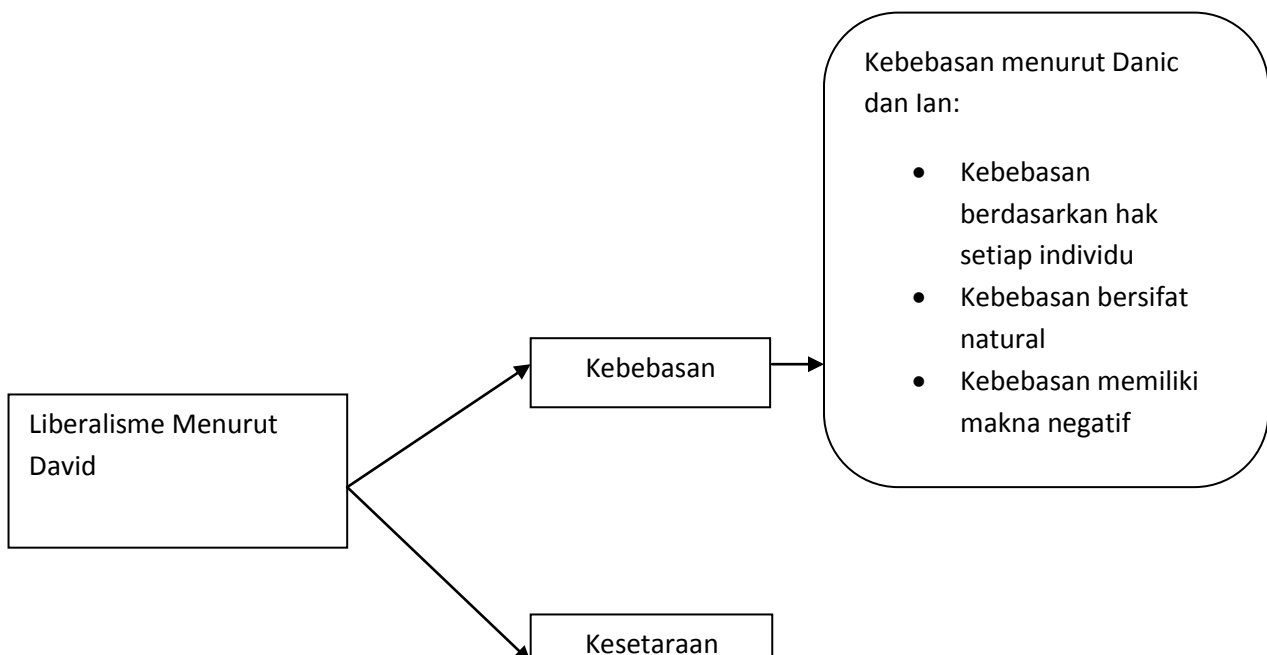 Kebebasan menurut Danic
dan Ian:
• Kebebasan
berdasarkan hak
setiap individu
• Kebebasan bersifat
natural
• Kebebasan memiliki
makna negatif
Kebebasan
Liberalisme Menurut
David
Kesetaraan